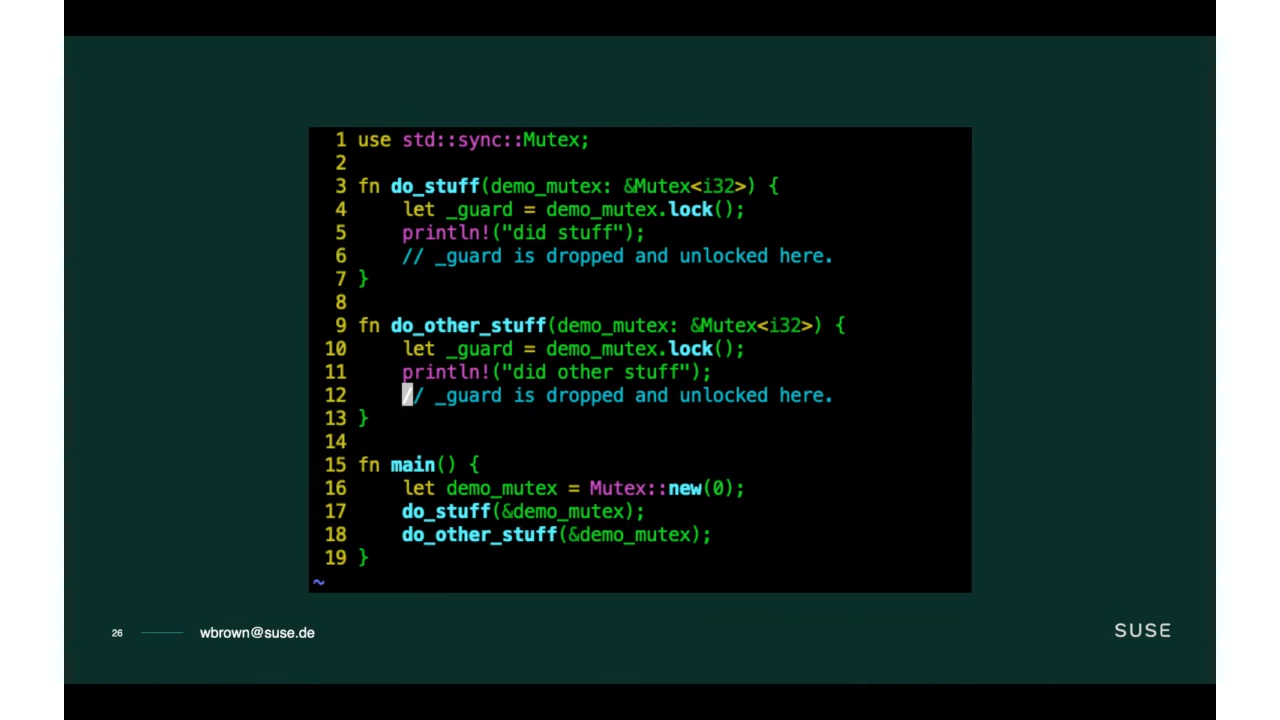 1 use std::sync::Mutex;
2
3 fn do_stuff(demo_mutex: &Mutex<i32>) {
4     let _guard = demo_mutex.lock();
5     println!("did stuff");
6     // _guard is dropped and unlocked here.
7 }
8
9 fn do_other_stuff(demo_mutex: &Mutex<i32>) {
10     let _guard = demo_mutex.lock();
11     println!("did other stuff");
12     // _guard is dropped and unlocked here.
13 }
14
15 fn main() {
16     let demo_mutex = Mutex::new(0);
17     do_stuff(&demo_mutex);
18     do_other_stuff(&demo_mutex);
19 }
~
26 wbrown@suse.de
SUSE